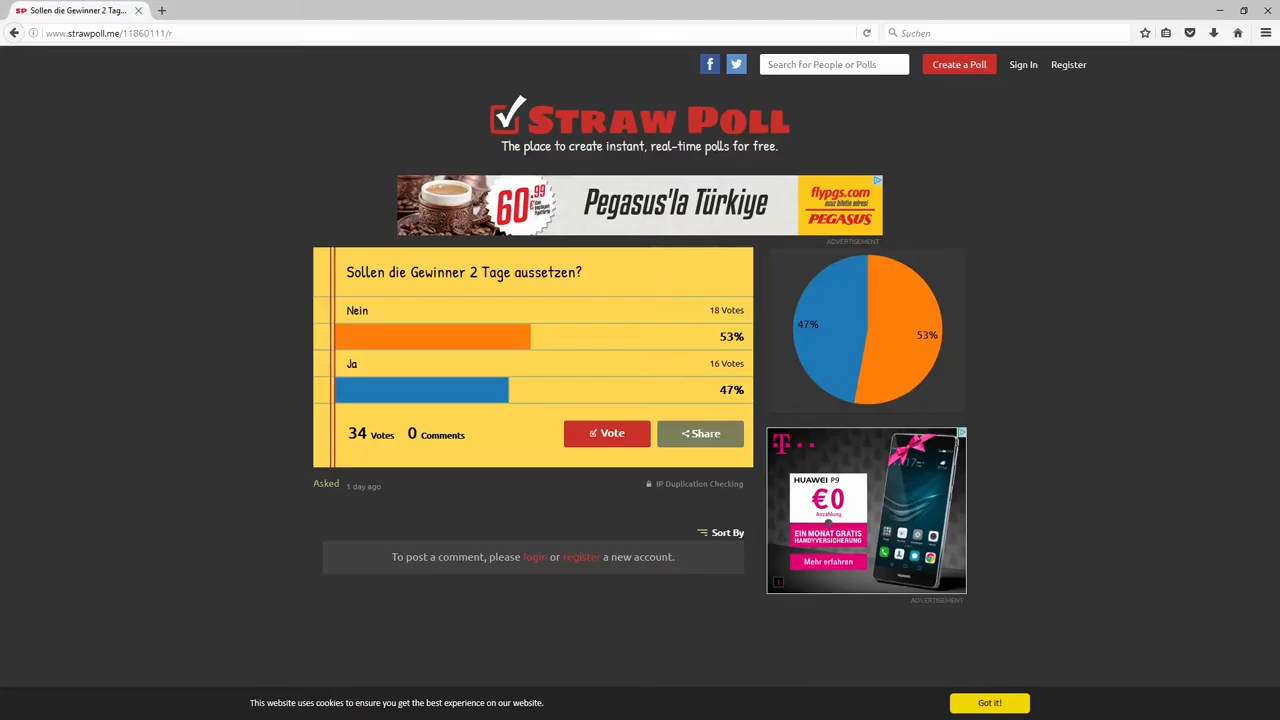 SP Sollen die Gewinner 2 Tag...
www.strawpoll.me/11860111/r
Suchen
f
Search for People or Polls
Create a Poll
Sign In
Register
STRAW POLL
The place to create instant, real-time polls for free.
60,99
Pegasus'la Türkiye
flypgs.com
ucuz biletin adresi
PEGASUS
ADVERTISEMENT
Sollen die Gewinner 2 Tage aussetzen?
Nein
18 Votes
53%
Ja
16 Votes
47%
34 Votes
0 Comments
Vote
Share
47%
53%
Asked 1 day ago
IP Duplication Checking
T
HUAWEI P9
€0
Anzahlung
EIN MONAT GRATIS
HANDYVERSICHERUNG
Mehr erfahren
HUAWEI
ADVERTISEMENT
Sort By
To post a comment, please login or register a new account.
This website uses cookies to ensure you get the best experience on our website.
Got it!